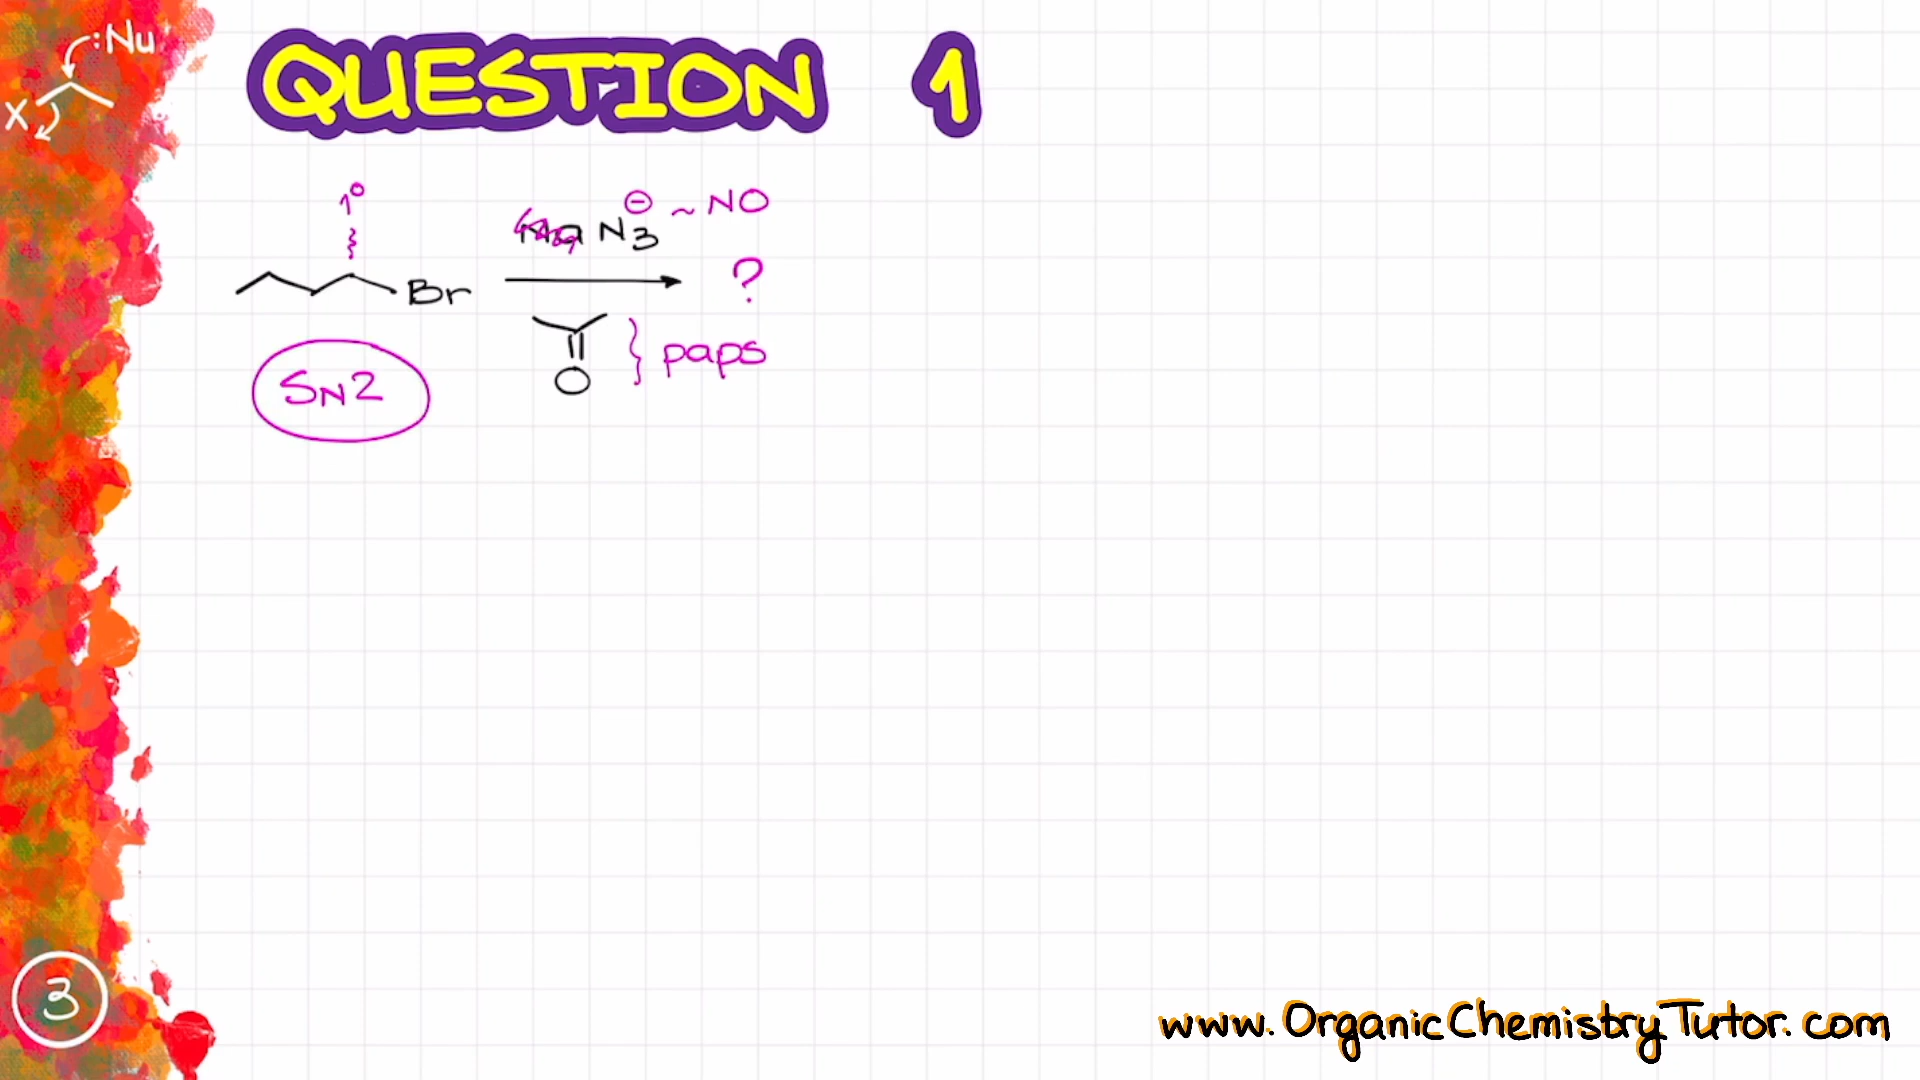 :Nu
X
QUESTION 1
1°
N3⊖ ~ NO
Br
?
O
} paps
SN2
3
www.OrganicChemistryTutor.com